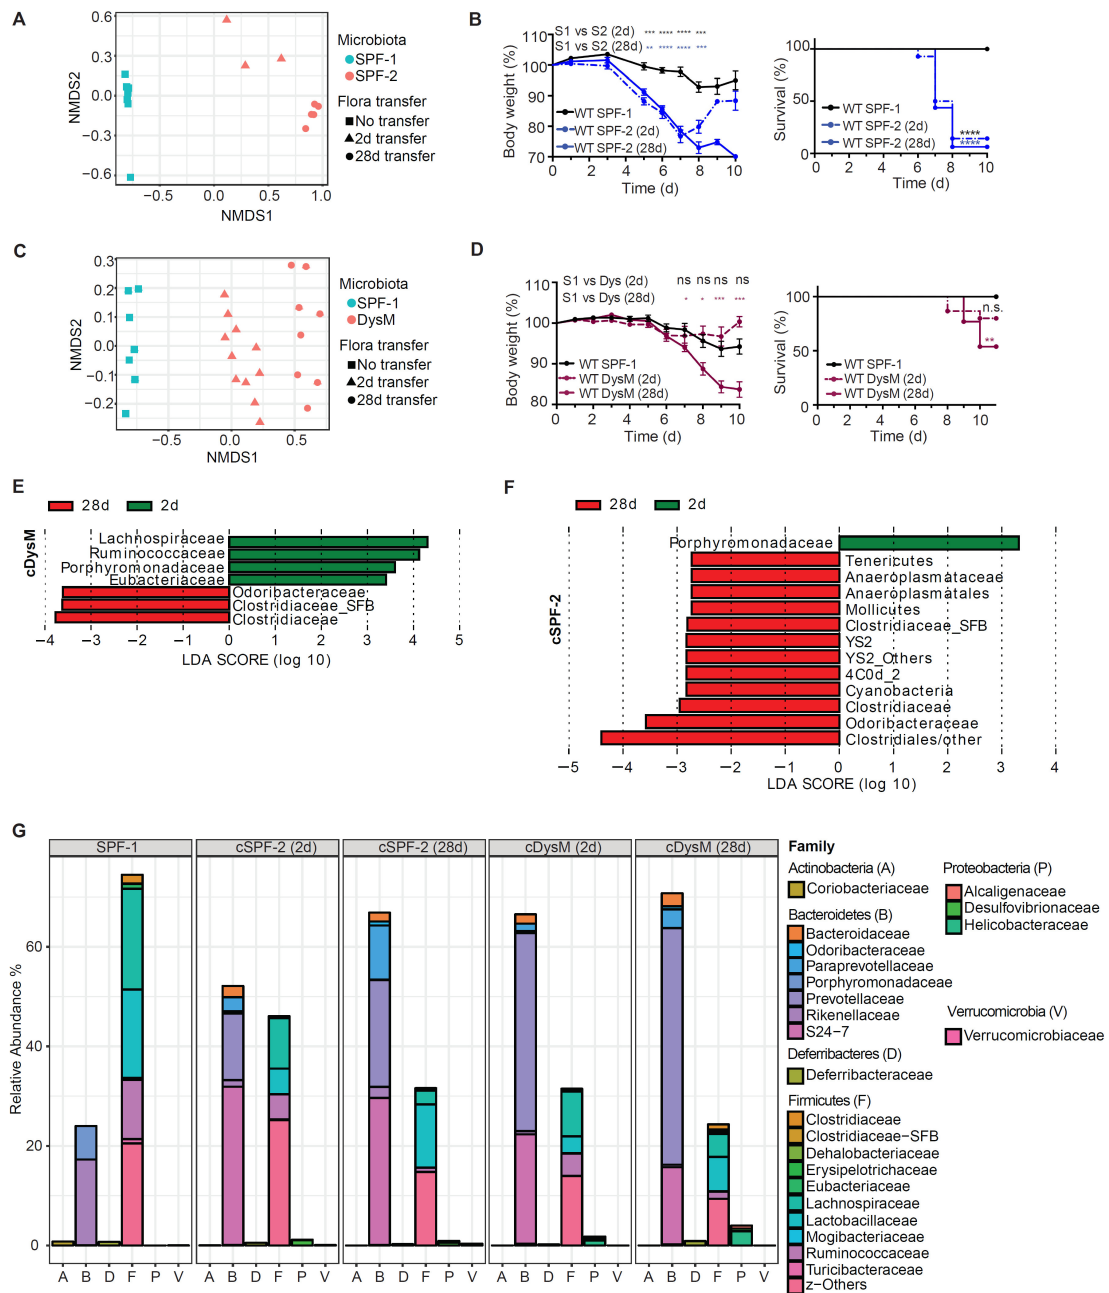 A
0.6
0.3
0.0
−0.3
−0.6
NMDS2
−0.5
0.0
0.5
1.0
NMDS1
Microbiota
SPF-1
SPF-2
Flora transfer
No transfer
2d transfer
28d transfer
B
S1 vs S2 (2d) *** **** **** ***
S1 vs S2 (28d) ** **** **** ***
110
100
90
80
70
Body weight (%)
WT SPF-1
WT SPF-2 (2d)
WT SPF-2 (28d)
0 2 4 6 8 10
Time (d)
100
50
0
Survival (%)
WT SPF-1
WT SPF-2 (2d)
WT SPF-2 (28d)
****
****
0 2 4 6 8 10
Time (d)
C
0.3
0.2
0.1
0.0
−0.1
−0.2
NMDS2
−0.5
0.0
0.5
NMDS1
Microbiota
SPF-1
DysM
Flora transfer
No transfer
2d transfer
28d transfer
D
S1 vs Dys (2d) ns ns ns ns
S1 vs Dys (28d) * * *** ***
110
100
90
80
Body weight (%)
WT SPF-1
WT DysM (2d)
WT DysM (28d)
0 2 4 6 8 10
Time (d)
100
50
0
Survival (%)
n.s.
**
WT SPF-1
WT DysM (2d)
WT DysM (28d)
0 2 4 6 8 10
Time (d)
E
28d 2d
cDysM
Lachnospiraceae
Ruminococcaceae
Porphyromonadaceae
Eubacteriaceae
Odoribacteraceae
Clostridiaceae_SFB
Clostridiaceae
−4 −3 −2 −1 0 1 2 3 4 5
LDA SCORE (log 10)
F
28d 2d
cSPF-2
Porphyromonadaceae
Tenericutes
Anaeroplasmataceae
Anaeroplasmatales
Mollicutes
Clostridiaceae_SFB
YS2
YS2_Others
4C0d_2
Cyanobacteria
Clostridiaceae
Odoribacteraceae
Clostridiales/other
−5 −4 −3 −2 −1 0 1 2 3 4
LDA SCORE (log 10)
G
SPF-1
cSPF-2 (2d)
cSPF-2 (28d)
cDysM (2d)
cDysM (28d)
60
40
20
0
Relative Abundance %
A B D F P V
A B D F P V
A B D F P V
A B D F P V
A B D F P V
Family
Actinobacteria (A)
Coriobacteriaceae
Bacteroidetes (B)
Bacteroidaceae
Odoribacteraceae
Paraprevotellaceae
Porphyromonadaceae
Prevotellaceae
Rikenellaceae
S24−7
Deferribacteres (D)
Deferribacteraceae
Firmicutes (F)
Clostridiaceae
Clostridiaceae−SFB
Dehalobacteriaceae
Erysipelotrichaceae
Eubacteriaceae
Lachnospiraceae
Lactobacillaceae
Mogibacteriaceae
Ruminococcaceae
Turicibacteraceae
z−Others
Proteobacteria (P)
Alcaligenaceae
Desulfovibrionaceae
Helicobacteraceae
Verrucomicrobia (V)
Verrucomicrobiaceae